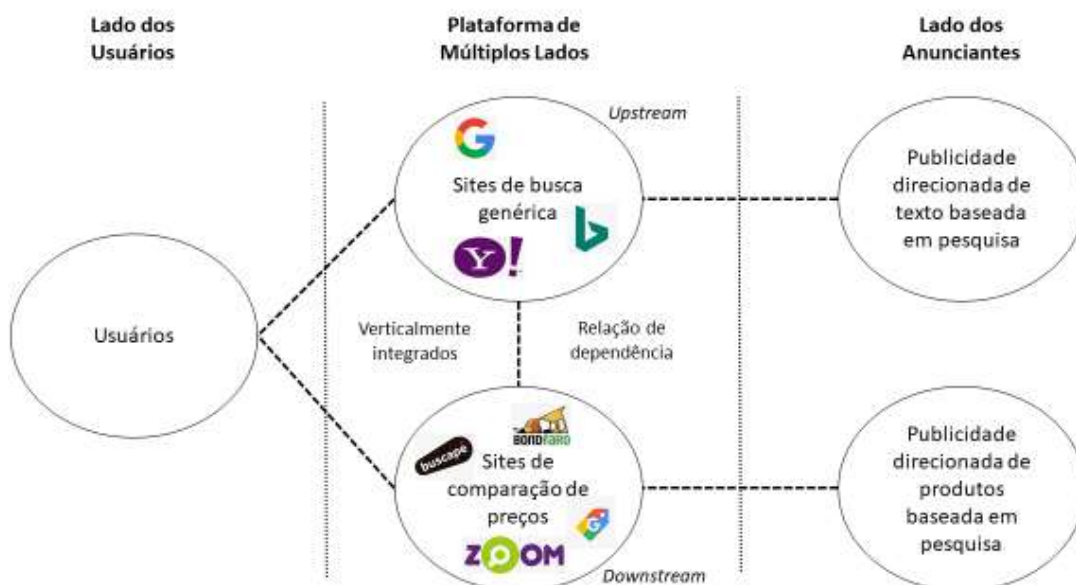 Lado dos
Usuários
Plataforma de
Múltiplos Lados
Lado dos
Anunciantes
Upstream
G
Sites de busca
genérica
b
Y!
Publicidade
direcionada de
texto baseada
em pesquisa
Usuários
Verticalmente
integrados
Relação de
dependência
BONDFARO
buscape
Sites de
comparação de
preços
G
ZOOM
Downstream
Publicidade
direcionada de
produtos
baseada em
pesquisa